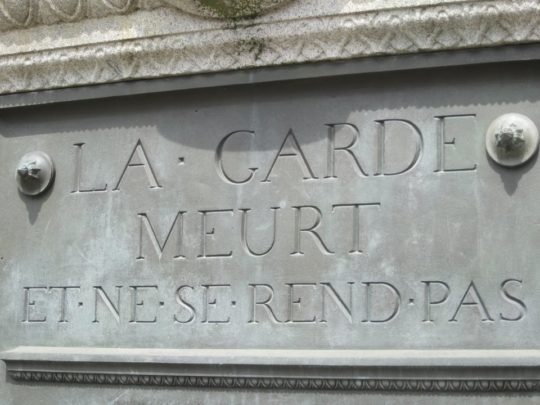 LA · GARDE
MEURT
ET · NE · SE · REND · PAS